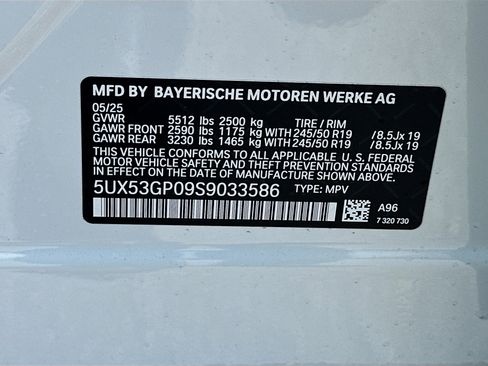 MFD BY BAYERISCHE MOTOREN WERKE AG
05/25
GVWR 5512 lbs 2500 kg TIRE / RIM
GAWR FRONT 2590 lbs 1175 kg WITH 245/50 R19 / 8.5Jx 19
GAWR REAR 3230 lbs 1465 kg WITH 245/50 R19 / 8.5Jx 19
THIS VEHICLE CONFORMS TO ALL APPLICABLE U. S. FEDERAL
MOTOR VEHICLE SAFETY AND THEFT PREVENTION STANDARDS
IN EFFECT ON THE DATE OF MANUFACTURE SHOWN ABOVE.
5UX53GP09S9033586 TYPE: MPV
A96
7 320 730